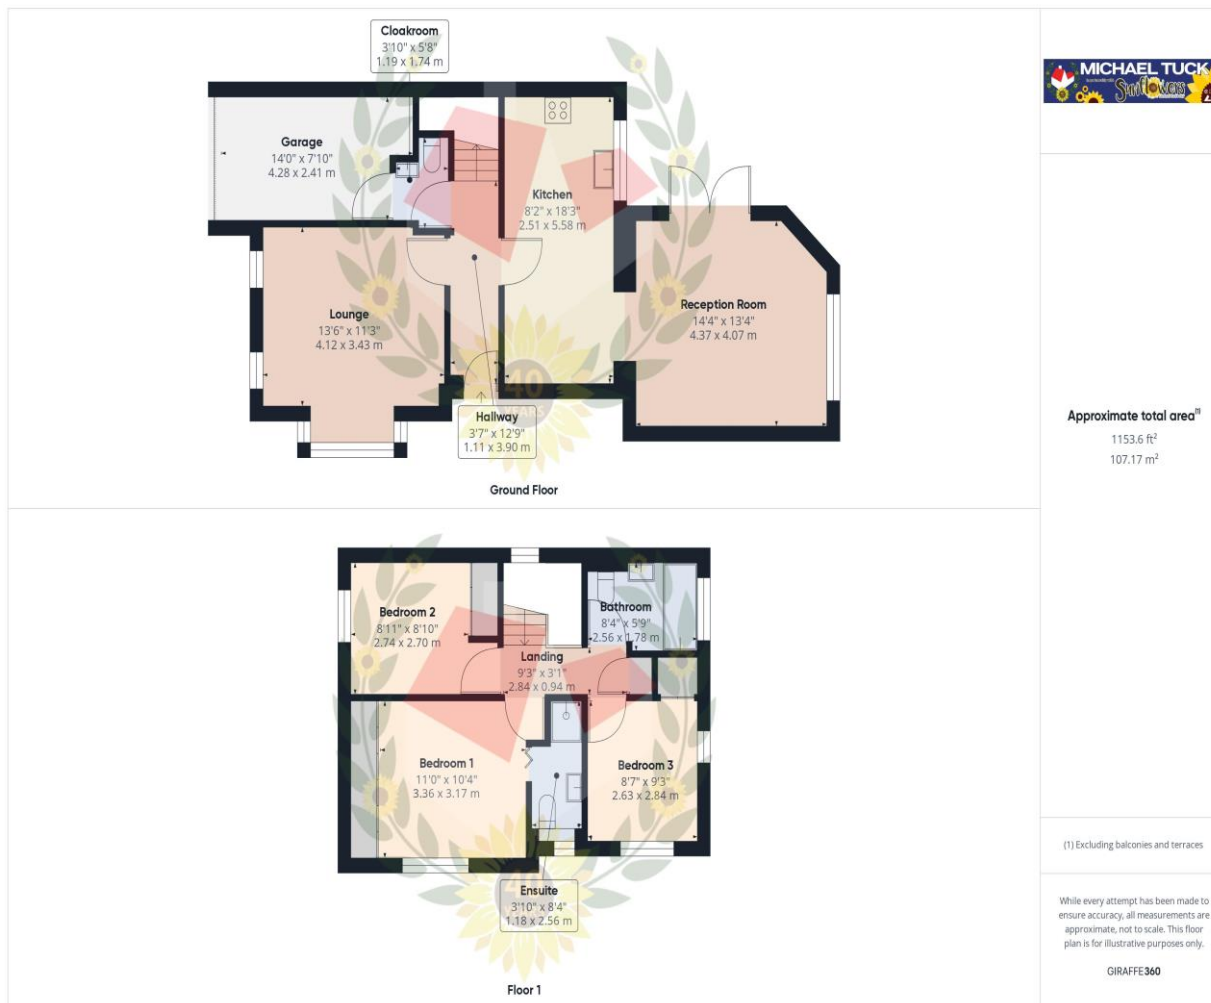 Cloakroom
3'10" x 5'8"
1.19 x 1.74 m
MICHAEL TUCK
Sunflowers
Garage
14'0" x 7'10"
4.28 x 2.41 m
Kitchen
8'2" x 18'3"
2.51 x 5.58 m
Lounge
13'6" x 11'3"
4.12 x 3.43 m
Reception Room
14'4" x 13'4"
4.37 x 4.07 m
40
Hallway
3'7" x 12'9"
1.11 x 3.90 m
Ground Floor
Approximate total area(1)
1153.6 ft²
107.17 m²
Bedroom 2
8'11" x 8'10"
2.74 x 2.70 m
Bathroom
8'4" x 5'9"
2.56 x 1.78 m
Landing
9'3" x 3'1"
2.84 x 0.94 m
Bedroom 1
11'0" x 10'4"
3.36 x 3.17 m
Bedroom 3
8'7" x 9'3"
2.63 x 2.84 m
40
Ensuite
3'10" x 8'4"
1.18 x 2.56 m
Floor 1
(1) Excluding balconies and terraces
While every attempt has been made to
ensure accuracy, all measurements are
approximate, not to scale. This floor
plan is for illustrative purposes only.
GIRAFFE360